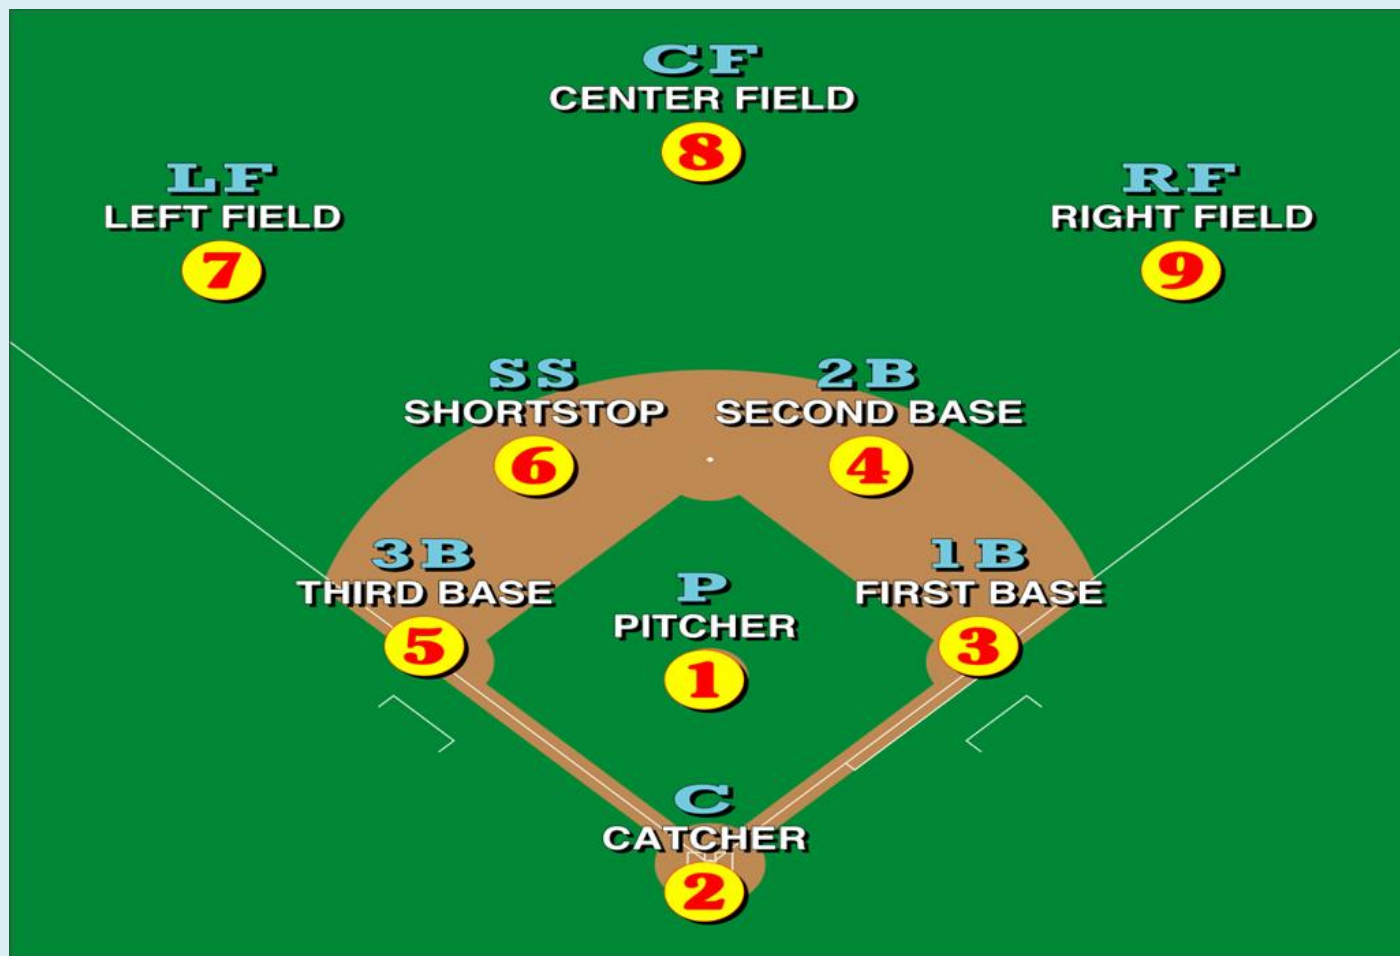 CF
CENTER FIELD
8
LF
LEFT FIELD
7
RF
RIGHT FIELD
9
SS
SHORTSTOP
6
2B
SECOND BASE
4
3B
THIRD BASE
5
P
PITCHER
1
1B
FIRST BASE
3
C
CATCHER
2